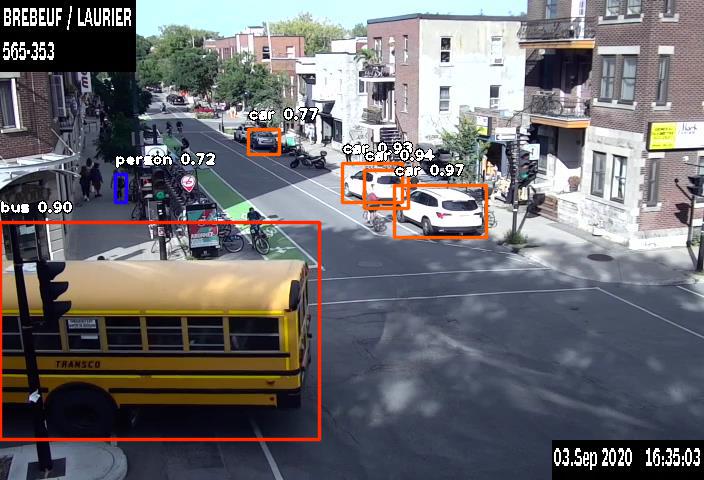 BREBEUF / LAURIER
565-353
car 0.77
car 0.93
car 0.94
car 0.97
person 0.72
bus 0.90
TRANSCO
03.Sep 2020 16:35:03